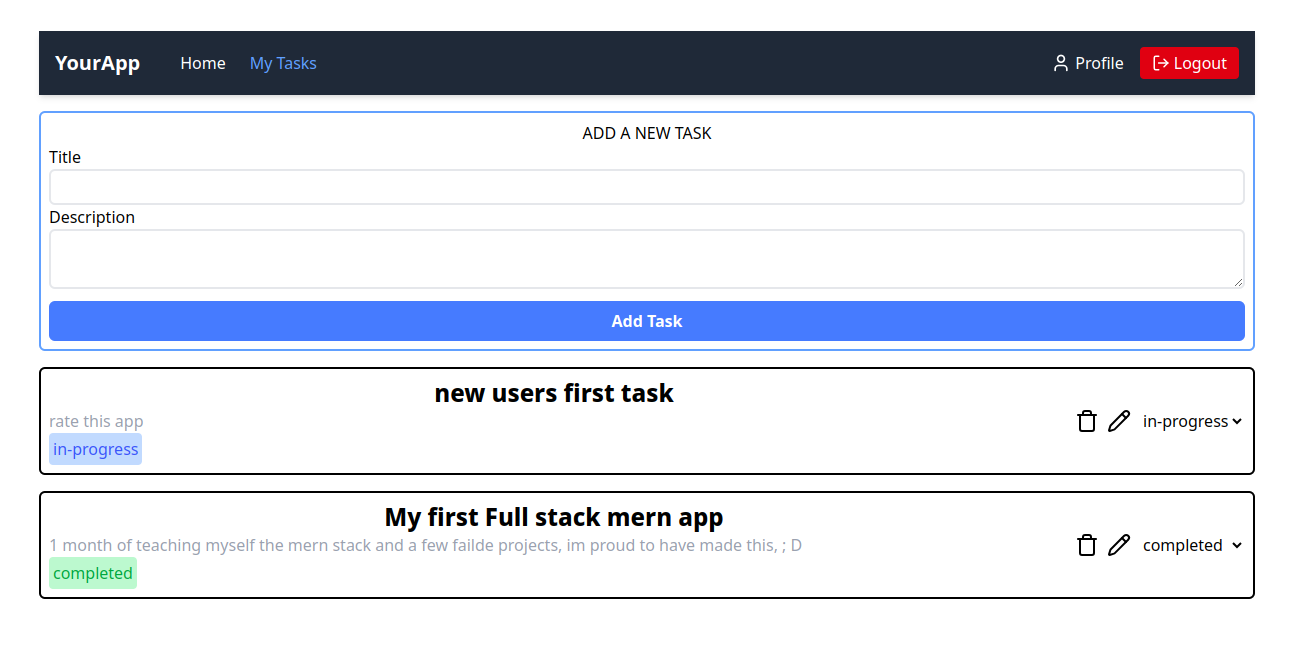 YourApp Home My Tasks Profile Logout
ADD A NEW TASK
Title
Description
Add Task
new users first task
rate this app
in-progress
in-progress
My first Full stack mern app
1 month of teaching myself the mern stack and a few failde projects, im proud to have made this, ; D
completed
completed